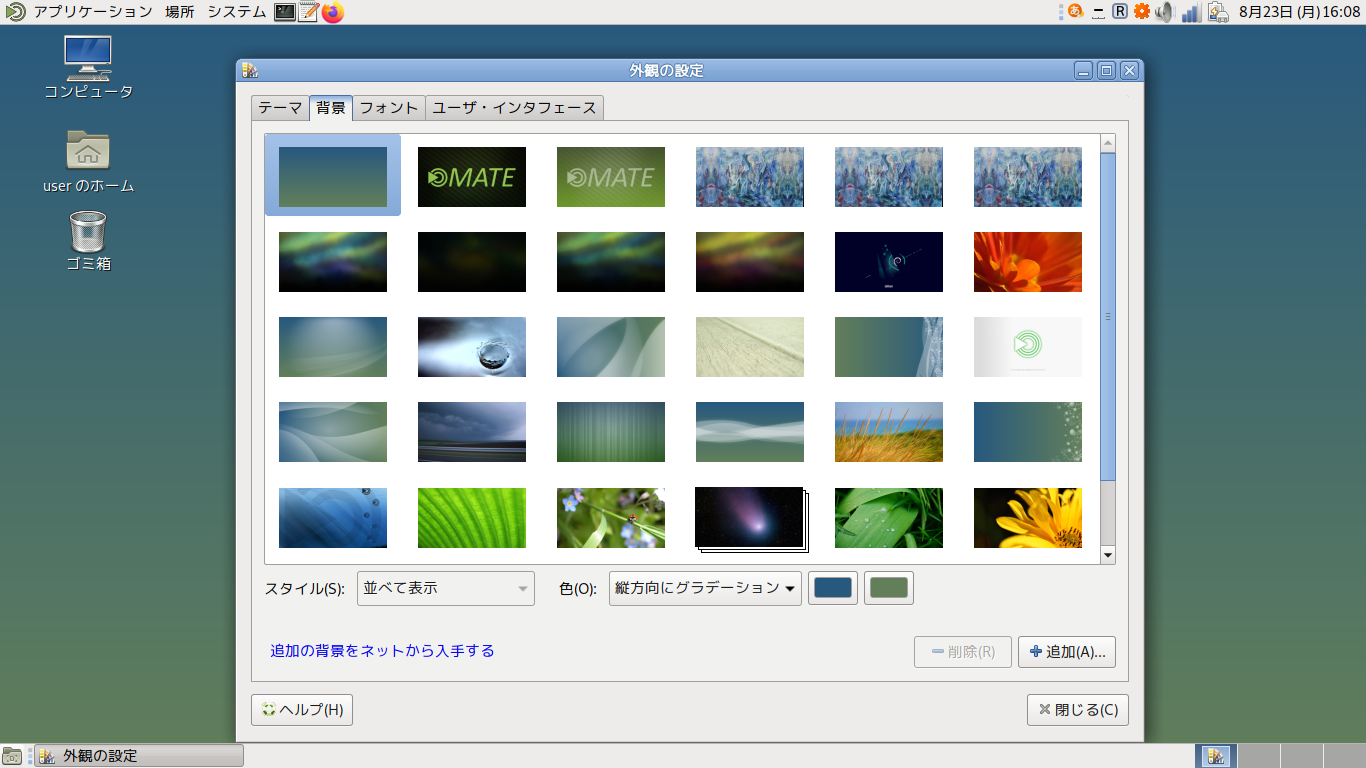 アプリケーション 場所 システム あ R 8月23日 (月) 16:08
コンピュータ
user のホーム
ゴミ箱
外観の設定
テーマ 背景 フォント ユーザ・インタフェース
MATE MATE
スタイル(S): 並べて表示 色(O): 縦方向にグラデーション
追加の背景をネットから入手する 削除(R) 追加(A)...
ヘルプ(H) 閉じる(C)
外観の設定